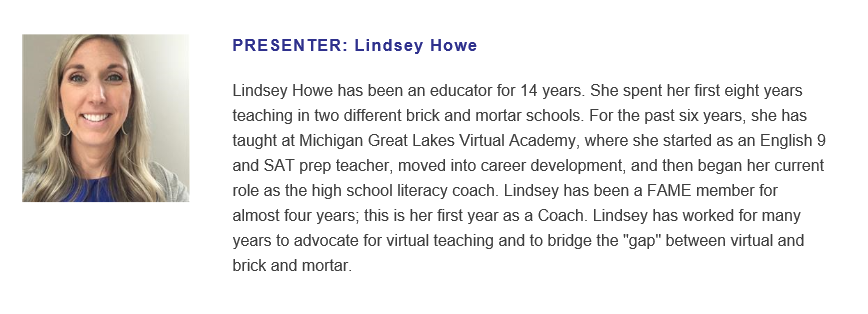 PRESENTER: Lindsey Howe
Lindsey Howe has been an educator for 14 years. She spent her first eight years
teaching in two different brick and mortar schools. For the past six years, she has
taught at Michigan Great Lakes Virtual Academy, where she started as an English 9
and SAT prep teacher, moved into career development, and then began her current
role as the high school literacy coach. Lindsey has been a FAME member for
almost four years; this is her first year as a Coach. Lindsey has worked for many
years to advocate for virtual teaching and to bridge the "gap" between virtual and
brick and mortar.